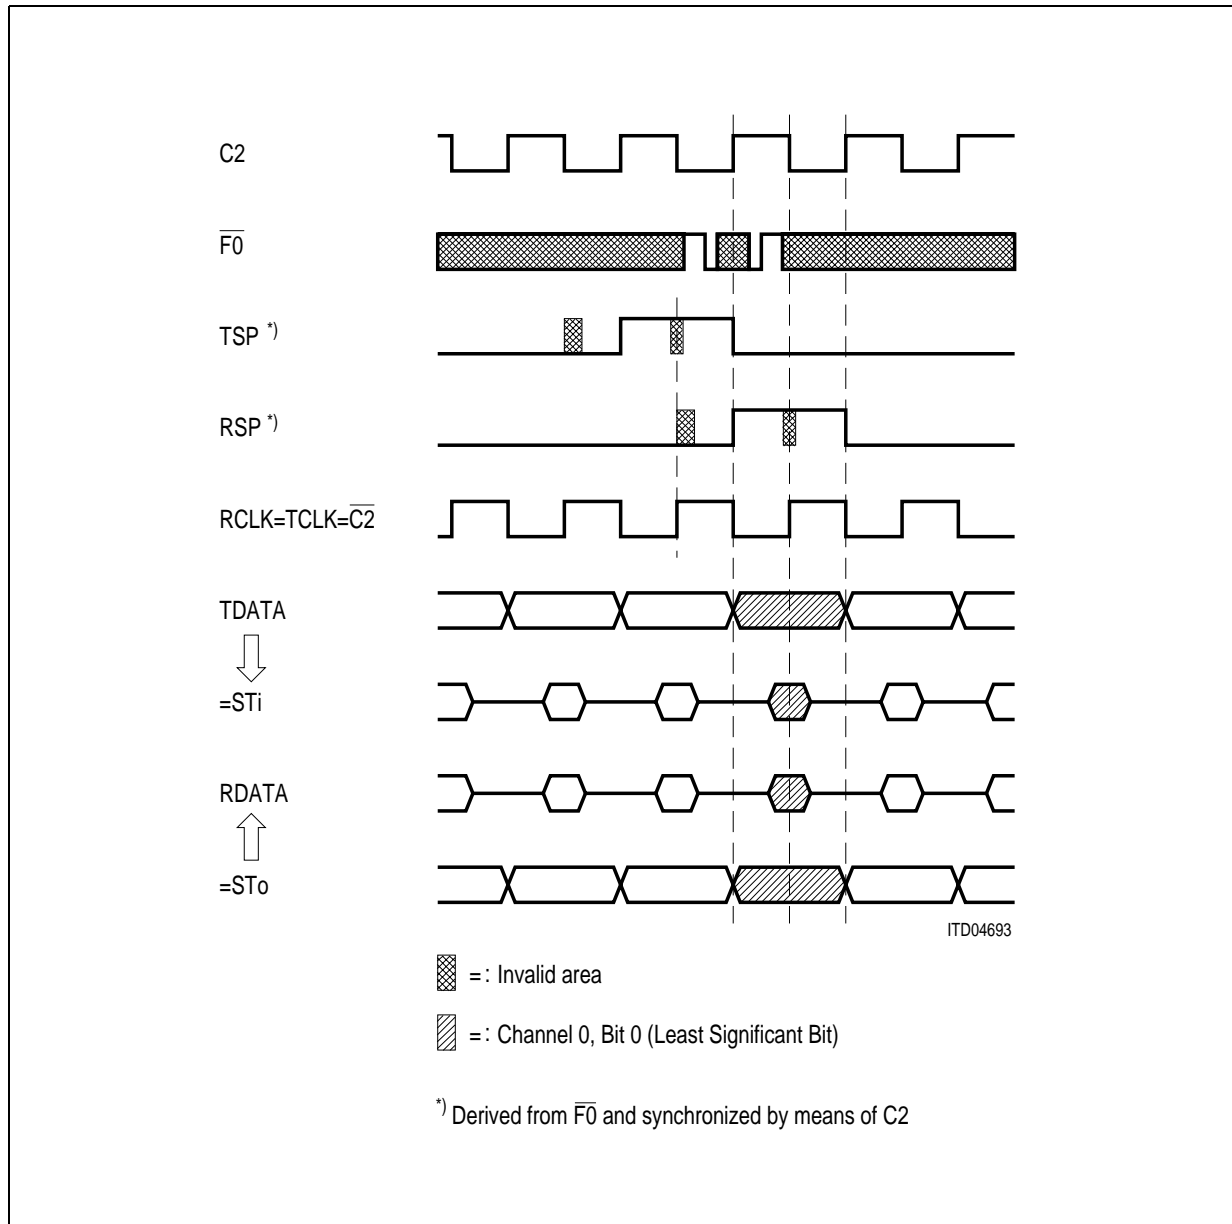 C2
F0
TSP *)
RSP *)
RCLK=TCLK=C2
TDATA
=STi
RDATA
=STo
ITD04693
=: Invalid area
=: Channel 0, Bit 0 (Least Significant Bit)
*) Derived from F0 and synchronized by means of C2